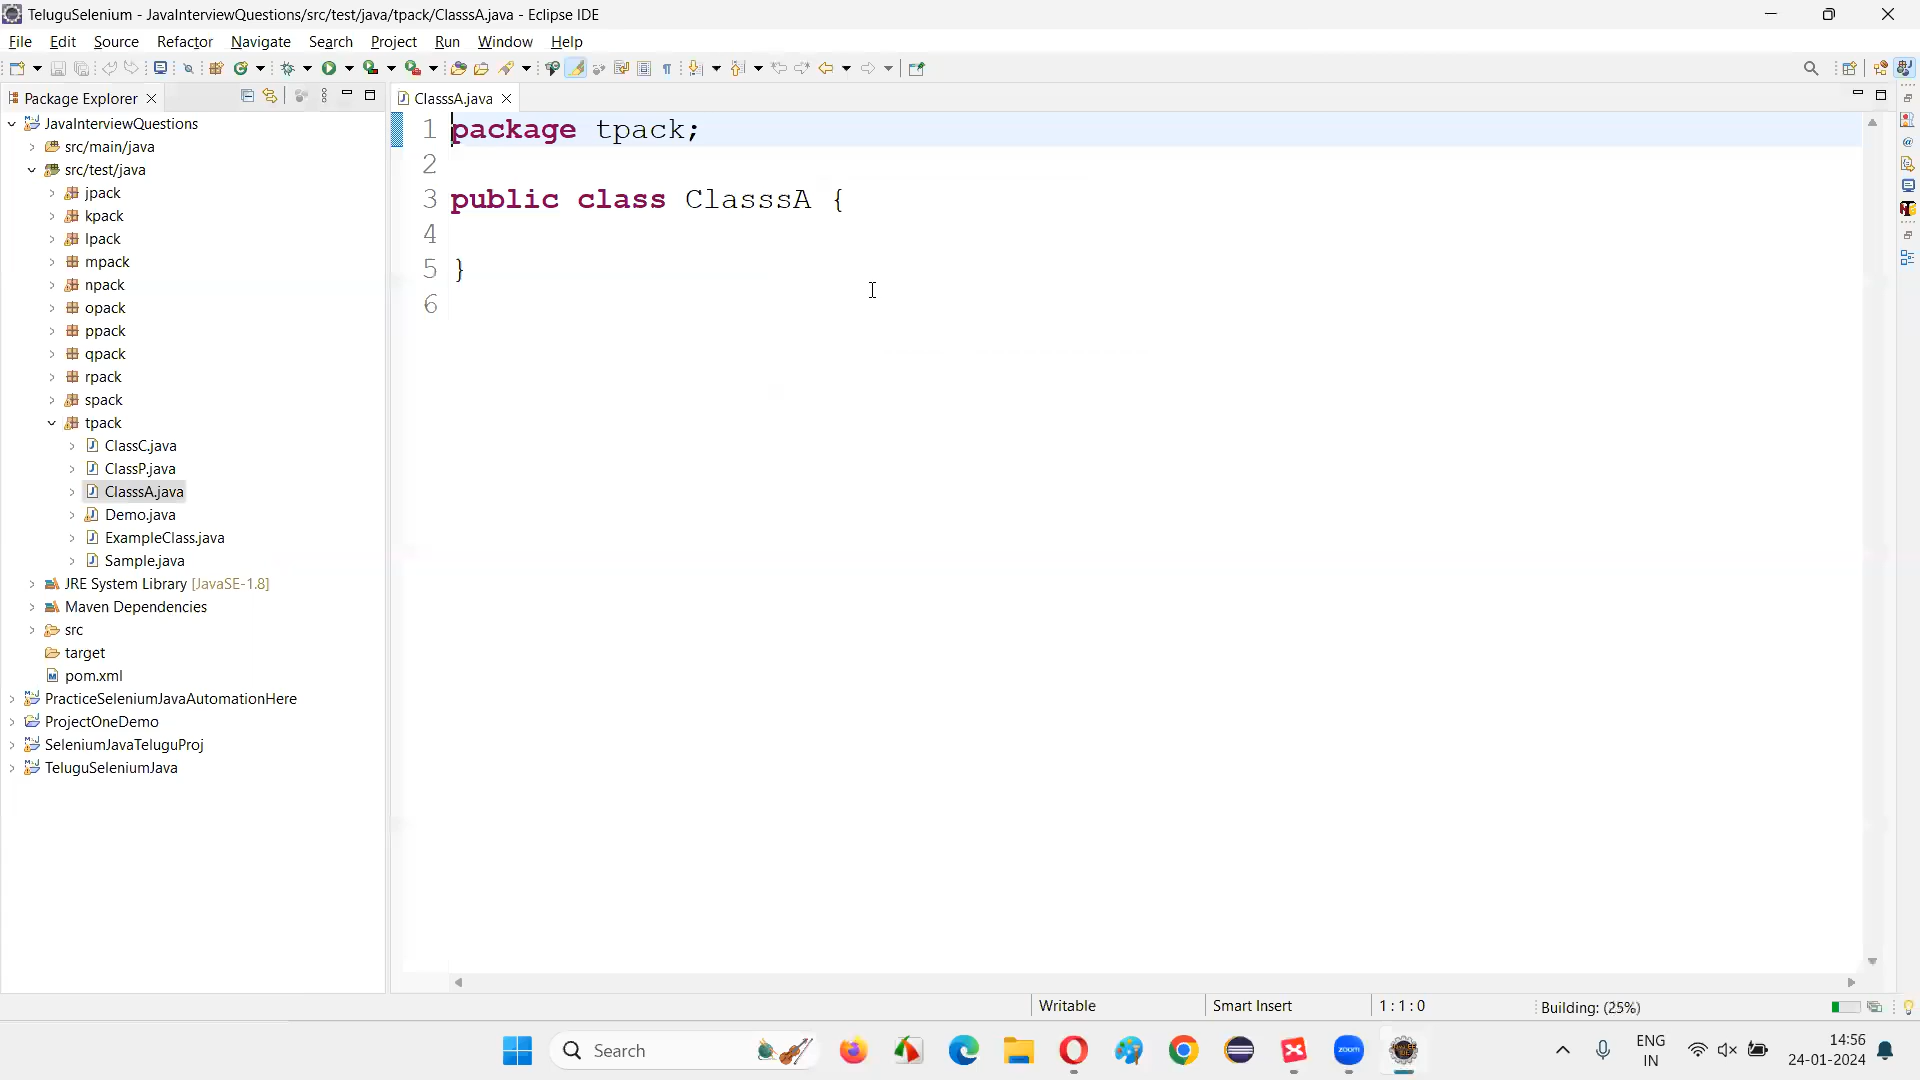 TeluguSelenium - JavaInterviewQuestions/src/test/java/tpack/ClasssA.java - Eclipse IDE
File Edit Source Refactor Navigate Search Project Run Window Help
Package Explorer
ClasssA.java
JavaInterviewQuestions
src/main/java
src/test/java
jpack
kpack
lpack
mpack
npack
opack
ppack
qpack
rpack
spack
tpack
ClassC.java
ClassP.java
ClasssA.java
Demo.java
ExampleClass.java
Sample.java
JRE System Library [JavaSE-1.8]
Maven Dependencies
src
target
pom.xml
PracticeSeleniumJavaAutomationHere
ProjectOneDemo
SeleniumJavaTeluguProj
TeluguSeleniumJava
1 package tpack;
2
3 public class ClasssA {
4
5 }
6
Writable Smart Insert 1:1:0 Building: (25%)
Search
zoom
ENG
IN
14:56
24-01-2024